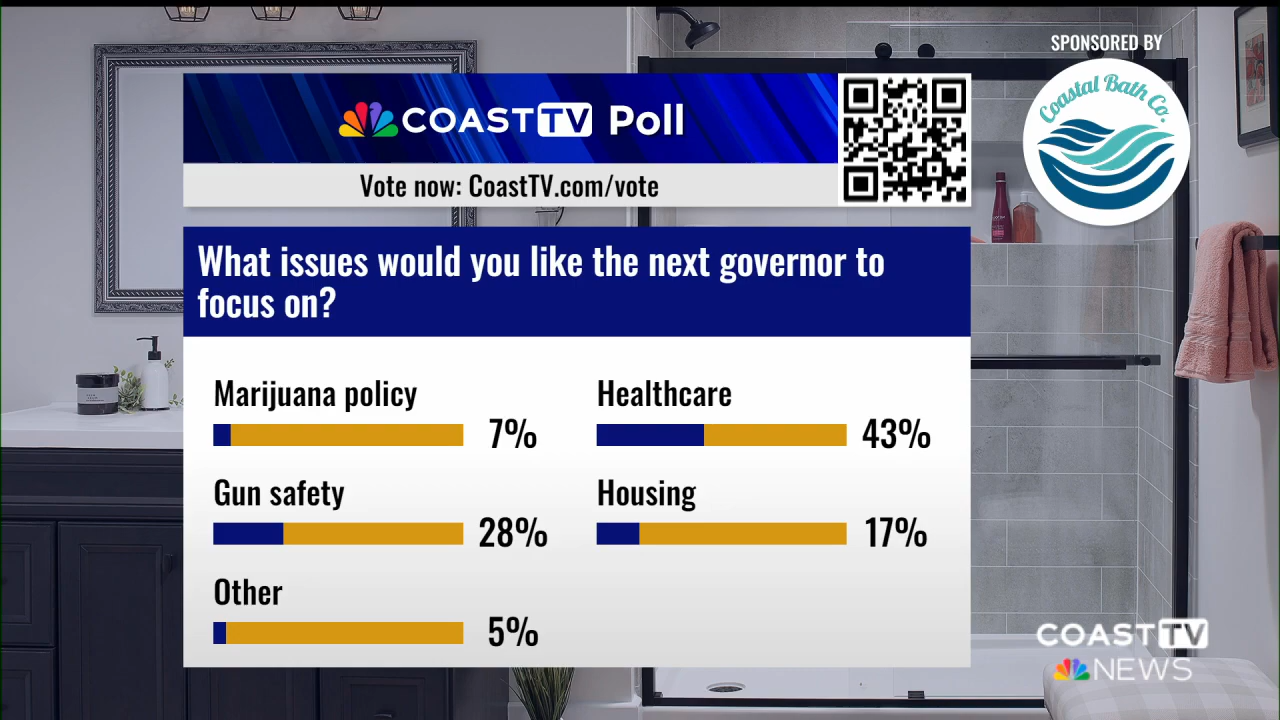 SPONSORED BY
Coastal Bath Co.
COAST TV Poll
Vote now: CoastTV.com/vote
What issues would you like the next governor to
focus on?
Marijuana policy
7%
Healthcare
43%
Gun safety
28%
Housing
17%
Other
5%
COAST TV
NEWS